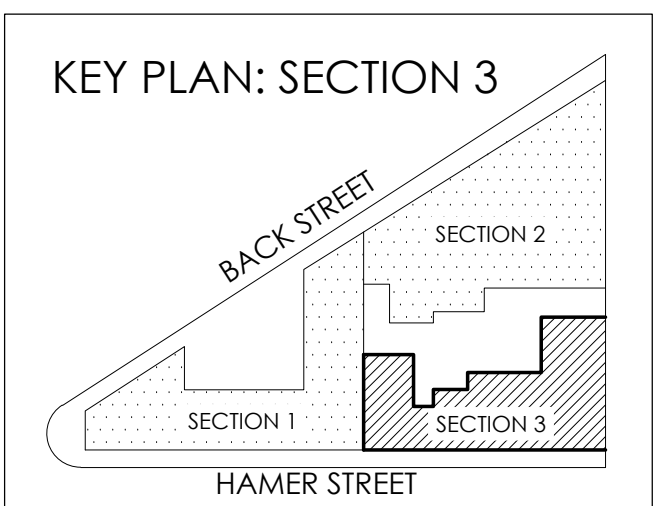 KEY PLAN: SECTION 3
BACK STREET
SECTION 2
SECTION 1
SECTION 3
HAMER STREET